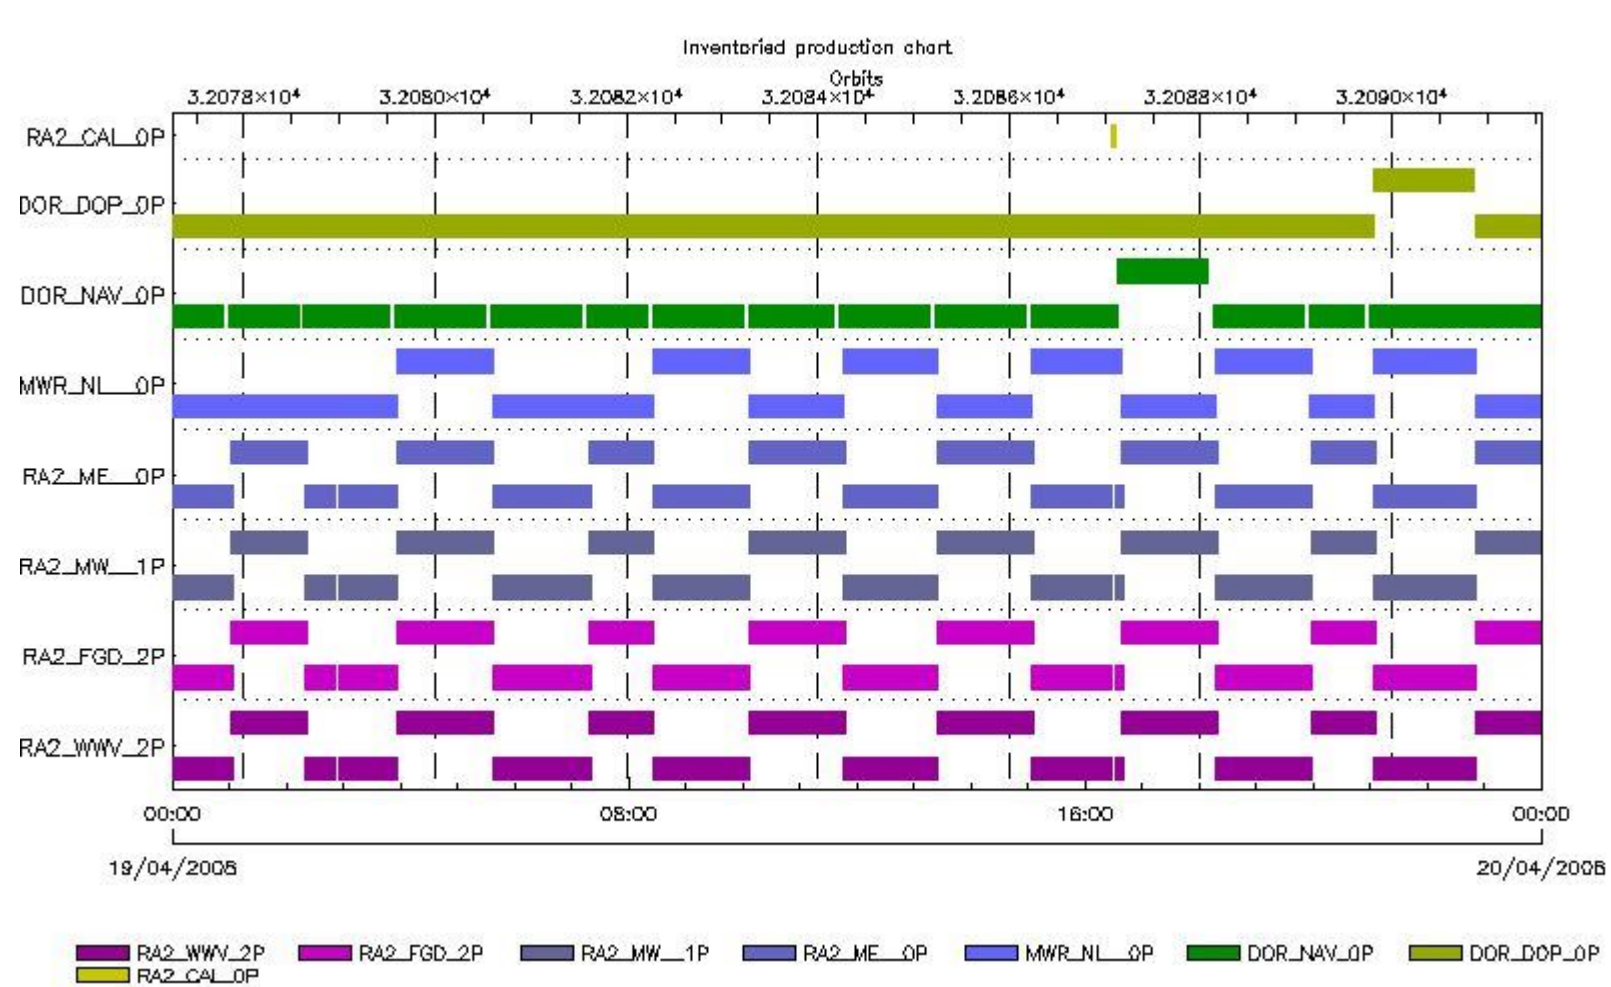 Inventoried production chart
Orbits
3.2078×10⁴ 3.2080×10⁴ 3.2082×10⁴ 3.2084×10⁴ 3.2086×10⁴ 3.2088×10⁴ 3.2090×10⁴
RA2_CAL_0P
DOR_DOP_0P
DOR_NAV_0P
MWR_NL__0P
RA2_ME__0P
RA2_MW__1P
RA2_FGD_2P
RA2_WWV_2P
00:00 08:00 16:00 00:00
19/04/2008 20/04/2008
RA2_WWV_2P RA2_FGD_2P RA2_MW__1P RA2_ME__0P MWR_NL__0P DOR_NAV_0P DOR_DOP_0P
RA2_CAL_0P